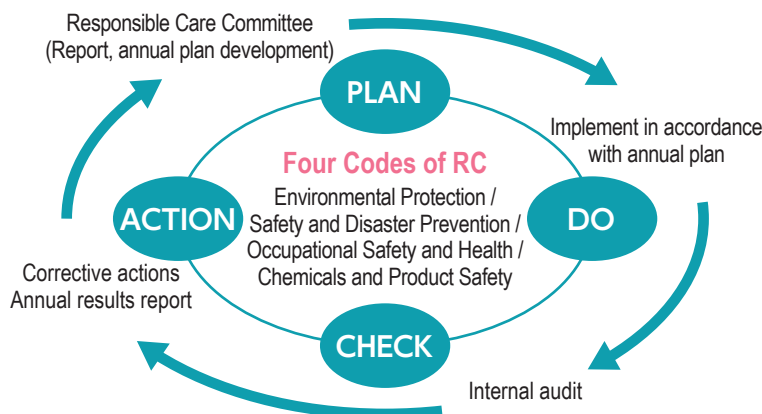 Responsible Care Committee
(Report, annual plan development)
PLAN
Implement in accordance
with annual plan
Four Codes of RC
Environmental Protection /
Safety and Disaster Prevention /
Occupational Safety and Health /
Chemicals and Product Safety
ACTION
DO
Corrective actions
Annual results report
CHECK
Internal audit